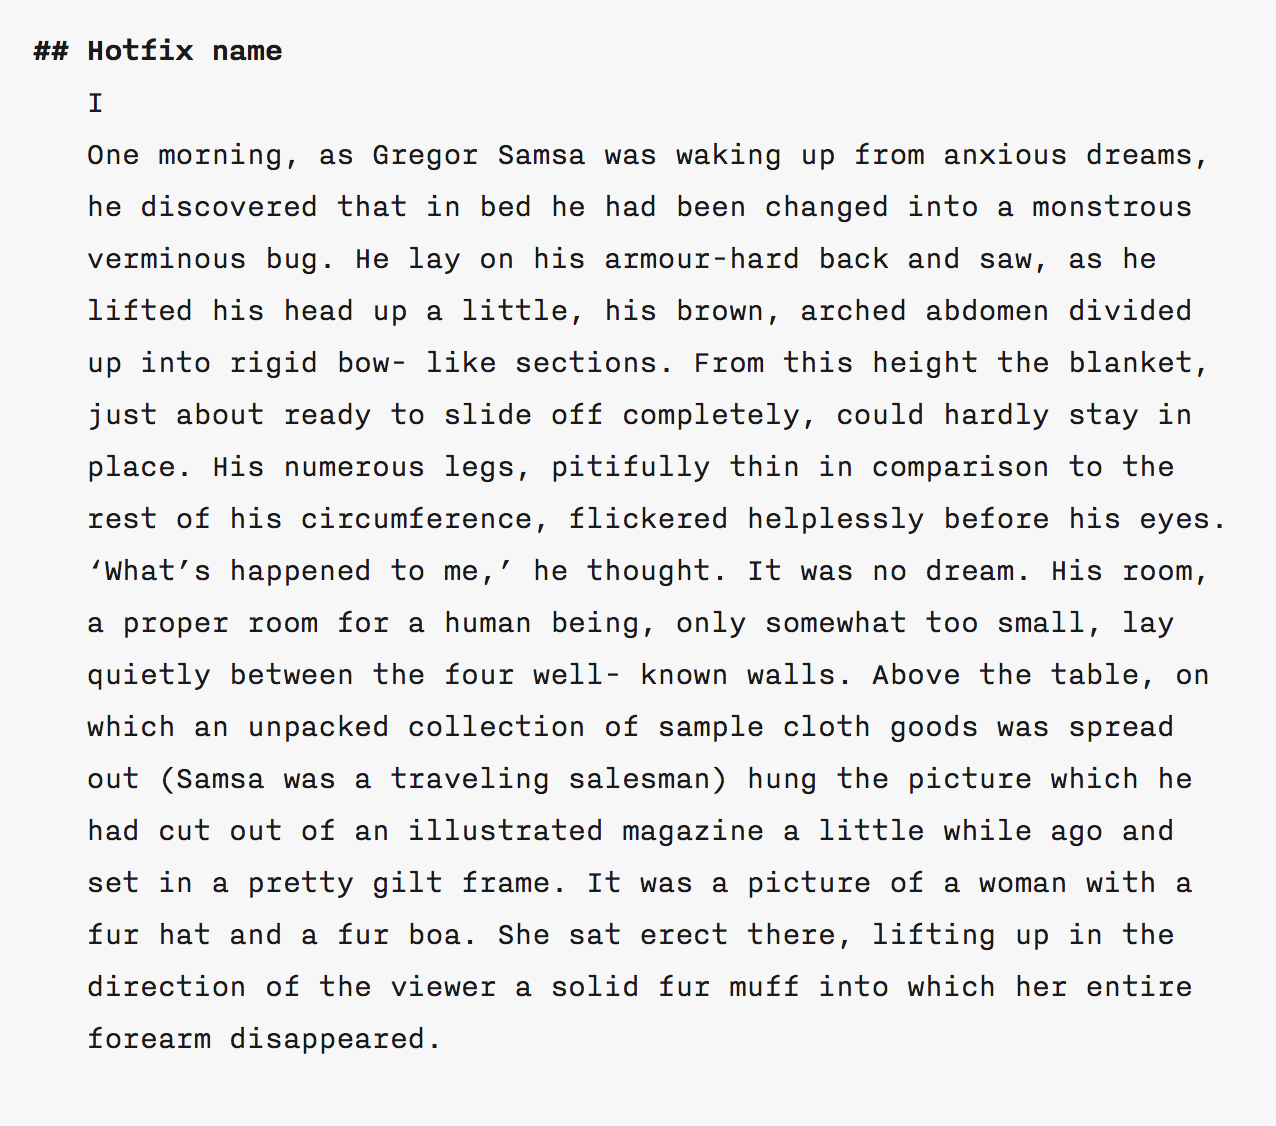 ## Hotfix name
I
One morning, as Gregor Samsa was waking up from anxious dreams,
he discovered that in bed he had been changed into a monstrous
verminous bug. He lay on his armour-hard back and saw, as he
lifted his head up a little, his brown, arched abdomen divided
up into rigid bow- like sections. From this height the blanket,
just about ready to slide off completely, could hardly stay in
place. His numerous legs, pitifully thin in comparison to the
rest of his circumference, flickered helplessly before his eyes.
‘What’s happened to me,’ he thought. It was no dream. His room,
a proper room for a human being, only somewhat too small, lay
quietly between the four well- known walls. Above the table, on
which an unpacked collection of sample cloth goods was spread
out (Samsa was a traveling salesman) hung the picture which he
had cut out of an illustrated magazine a little while ago and
set in a pretty gilt frame. It was a picture of a woman with a
fur hat and a fur boa. She sat erect there, lifting up in the
direction of the viewer a solid fur muff into which her entire
forearm disappeared.